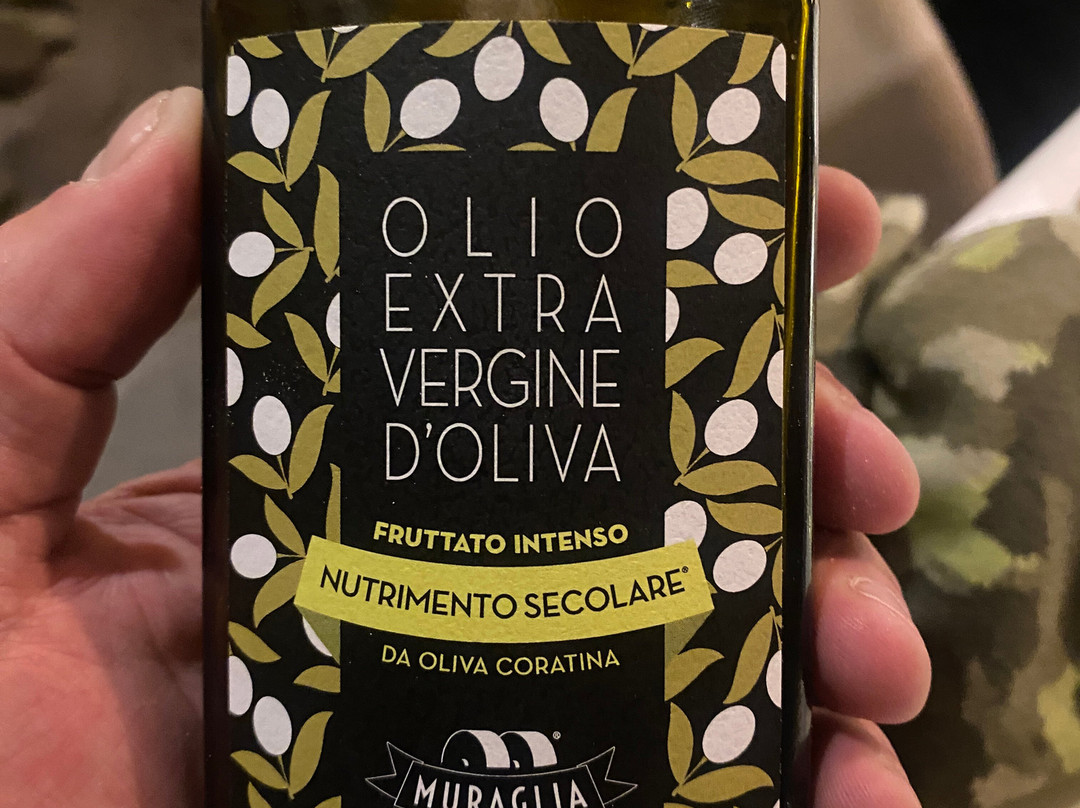 OLIO
EXTRA
VERGINE
D'OLIVA
FRUTTATO INTENSO
NUTRIMENTO SECOLARE®
DA OLIVA CORATINA
®
MURAGLIA